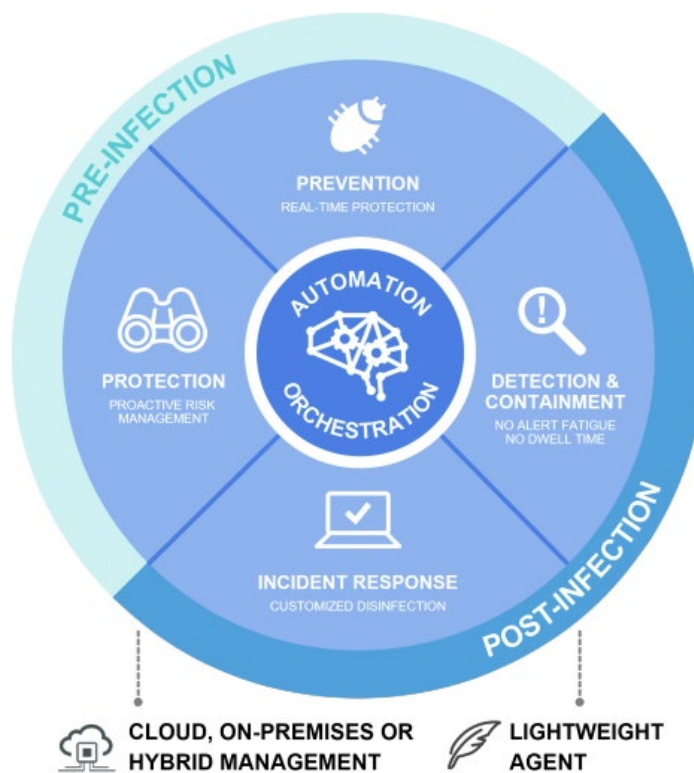 PRE-INFECTION
PREVENTION
REAL-TIME PROTECTION
AUTOMATION
ORCHESTRATION
PROTECTION
PROACTIVE RISK
MANAGEMENT
DETECTION &
CONTAINMENT
NO ALERT FATIGUE
NO DWELL TIME
INCIDENT RESPONSE
CUSTOMIZED DISINFECTION
POST-INFECTION
CLOUD, ON-PREMISES OR
HYBRID MANAGEMENT
LIGHTWEIGHT
AGENT